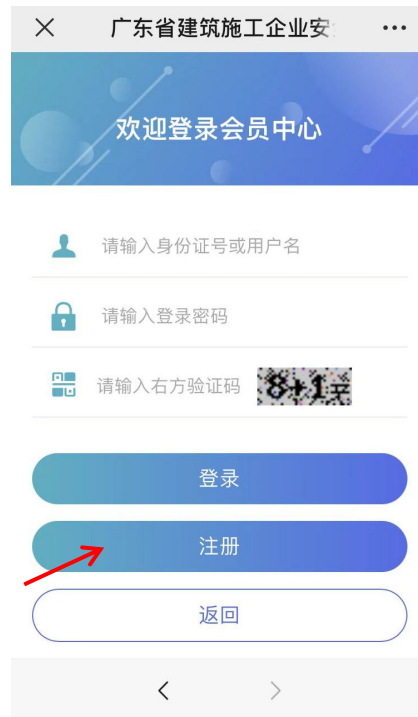 广东省建筑施工企业安
欢迎登录会员中心
请输入身份证号或用户名
请输入登录密码
请输入右方验证码 8+1=
登录
注册
返回